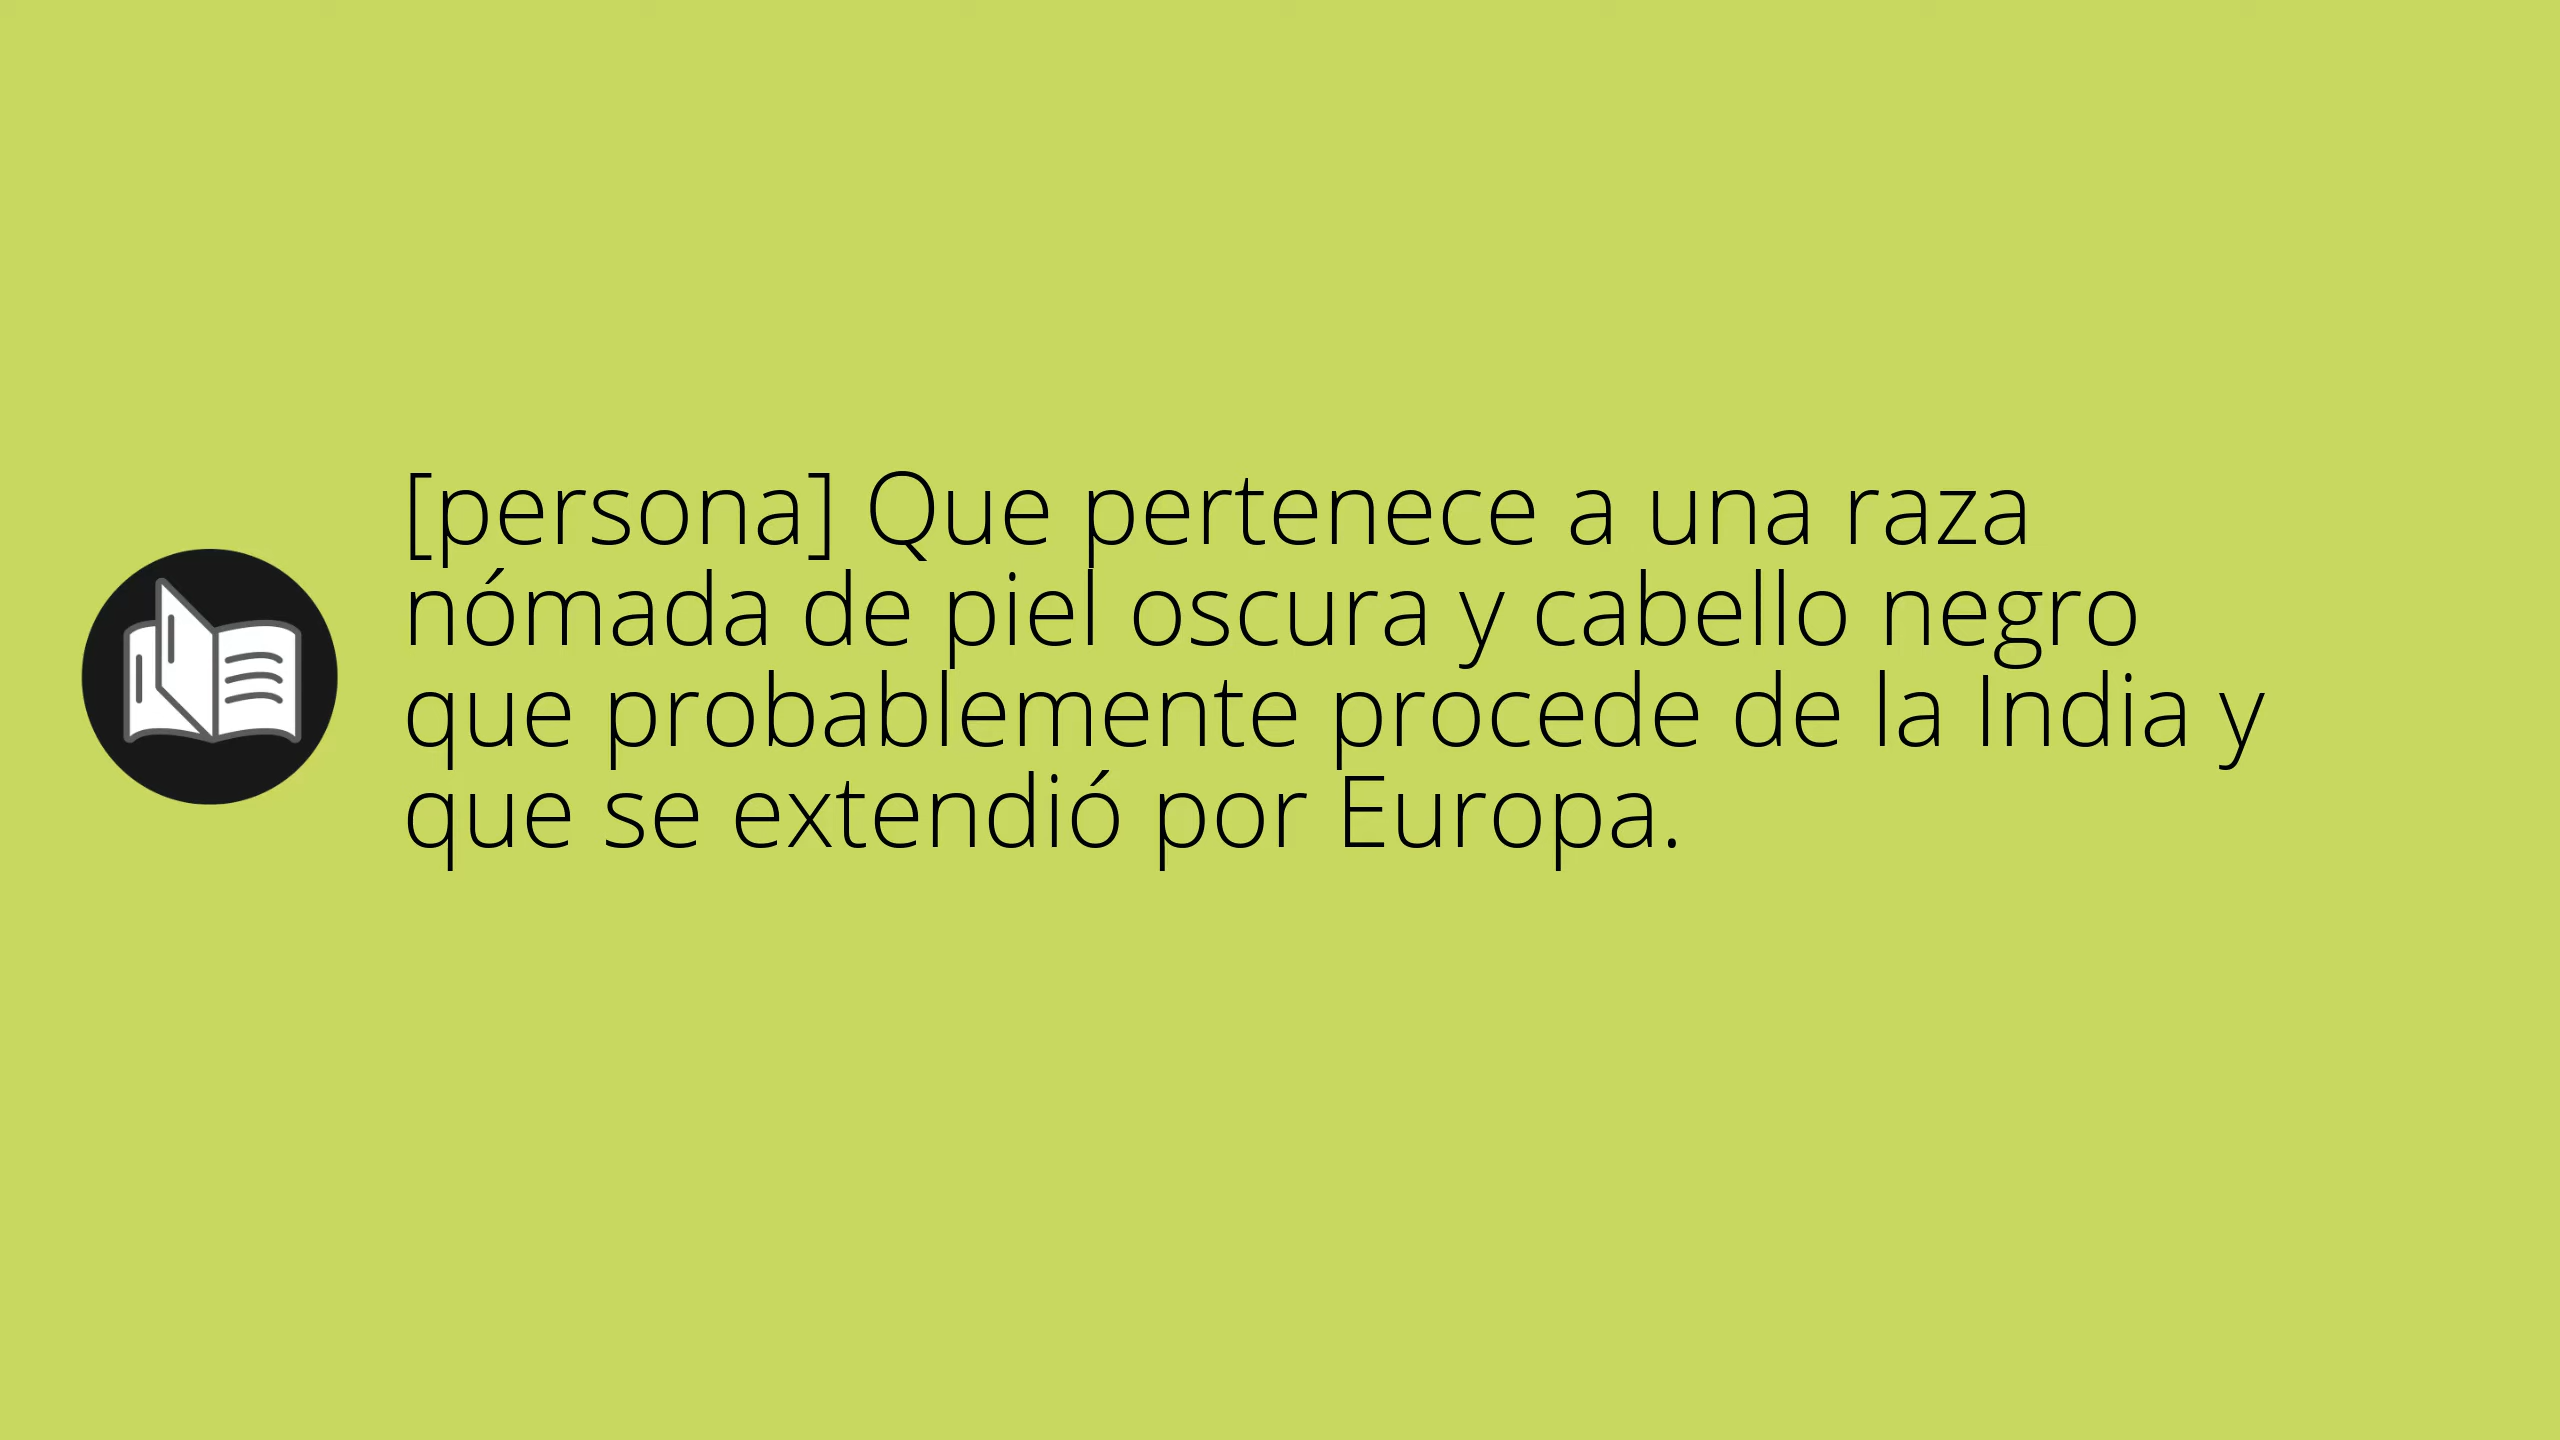 [persona] Que pertenece a una raza
nómada de piel oscura y cabello negro
que probablemente procede de la India y
que se extendió por Europa.